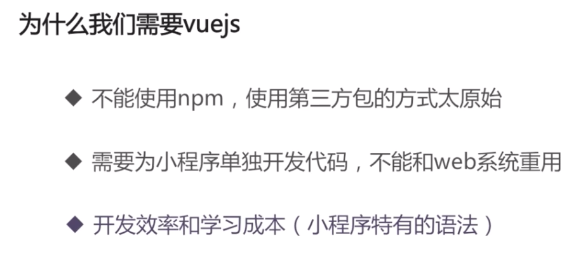 为什么我们需要vuejs
◆ 不能使用npm，使用第三方包的方式太原始
◆ 需要为小程序单独开发代码，不能和web系统重用
◆ 开发效率和学习成本（小程序特有的语法）